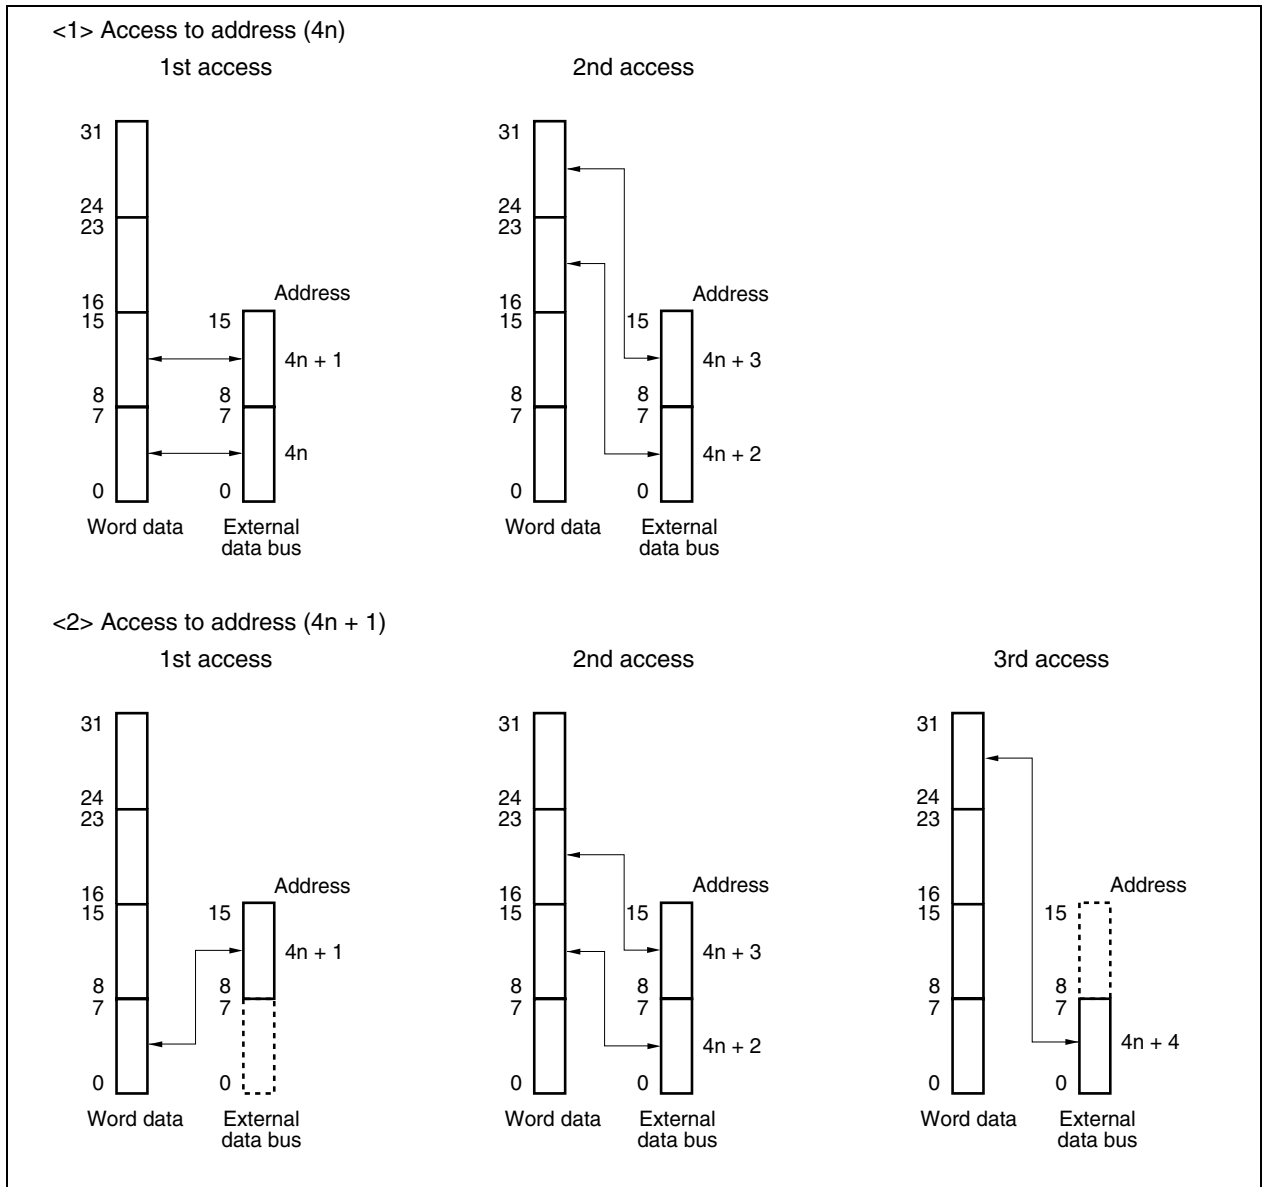 <1> Access to address (4n)
1st access
2nd access
31
24
23
16
15
8
7
0
Word data
Address
15
4n + 1
8
7
4n
0
External
data bus
31
24
23
16
15
8
7
0
Word data
Address
15
4n + 3
8
7
4n + 2
0
External
data bus
<2> Access to address (4n + 1)
1st access
2nd access
3rd access
31
24
23
16
15
8
7
0
Word data
Address
15
4n + 1
8
7
0
External
data bus
31
24
23
16
15
8
7
0
Word data
Address
15
4n + 3
8
7
4n + 2
0
External
data bus
31
24
23
16
15
8
7
0
Word data
Address
15
8
7
4n + 4
0
External
data bus